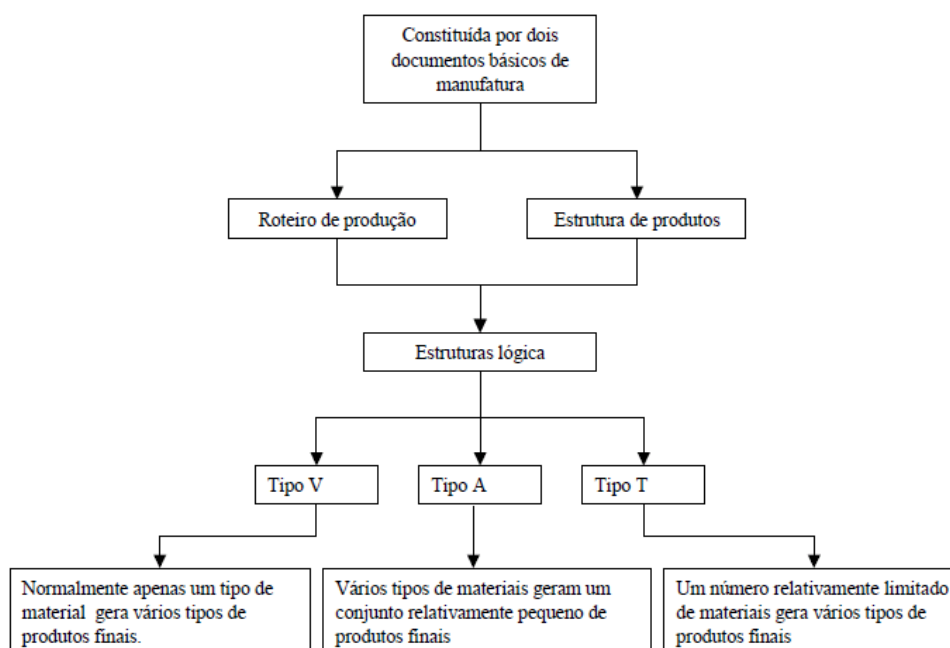 Constituída por dois
documentos básicos de
manufatura
Roteiro de produção
Estrutura de produtos
Estruturas lógica
Tipo V
Tipo A
Tipo T
Normalmente apenas um tipo de
material gera vários tipos de
produtos finais.
Vários tipos de materiais geram um
conjunto relativamente pequeno de
produtos finais
Um número relativamente limitado
de materiais gera vários tipos de
produtos finais